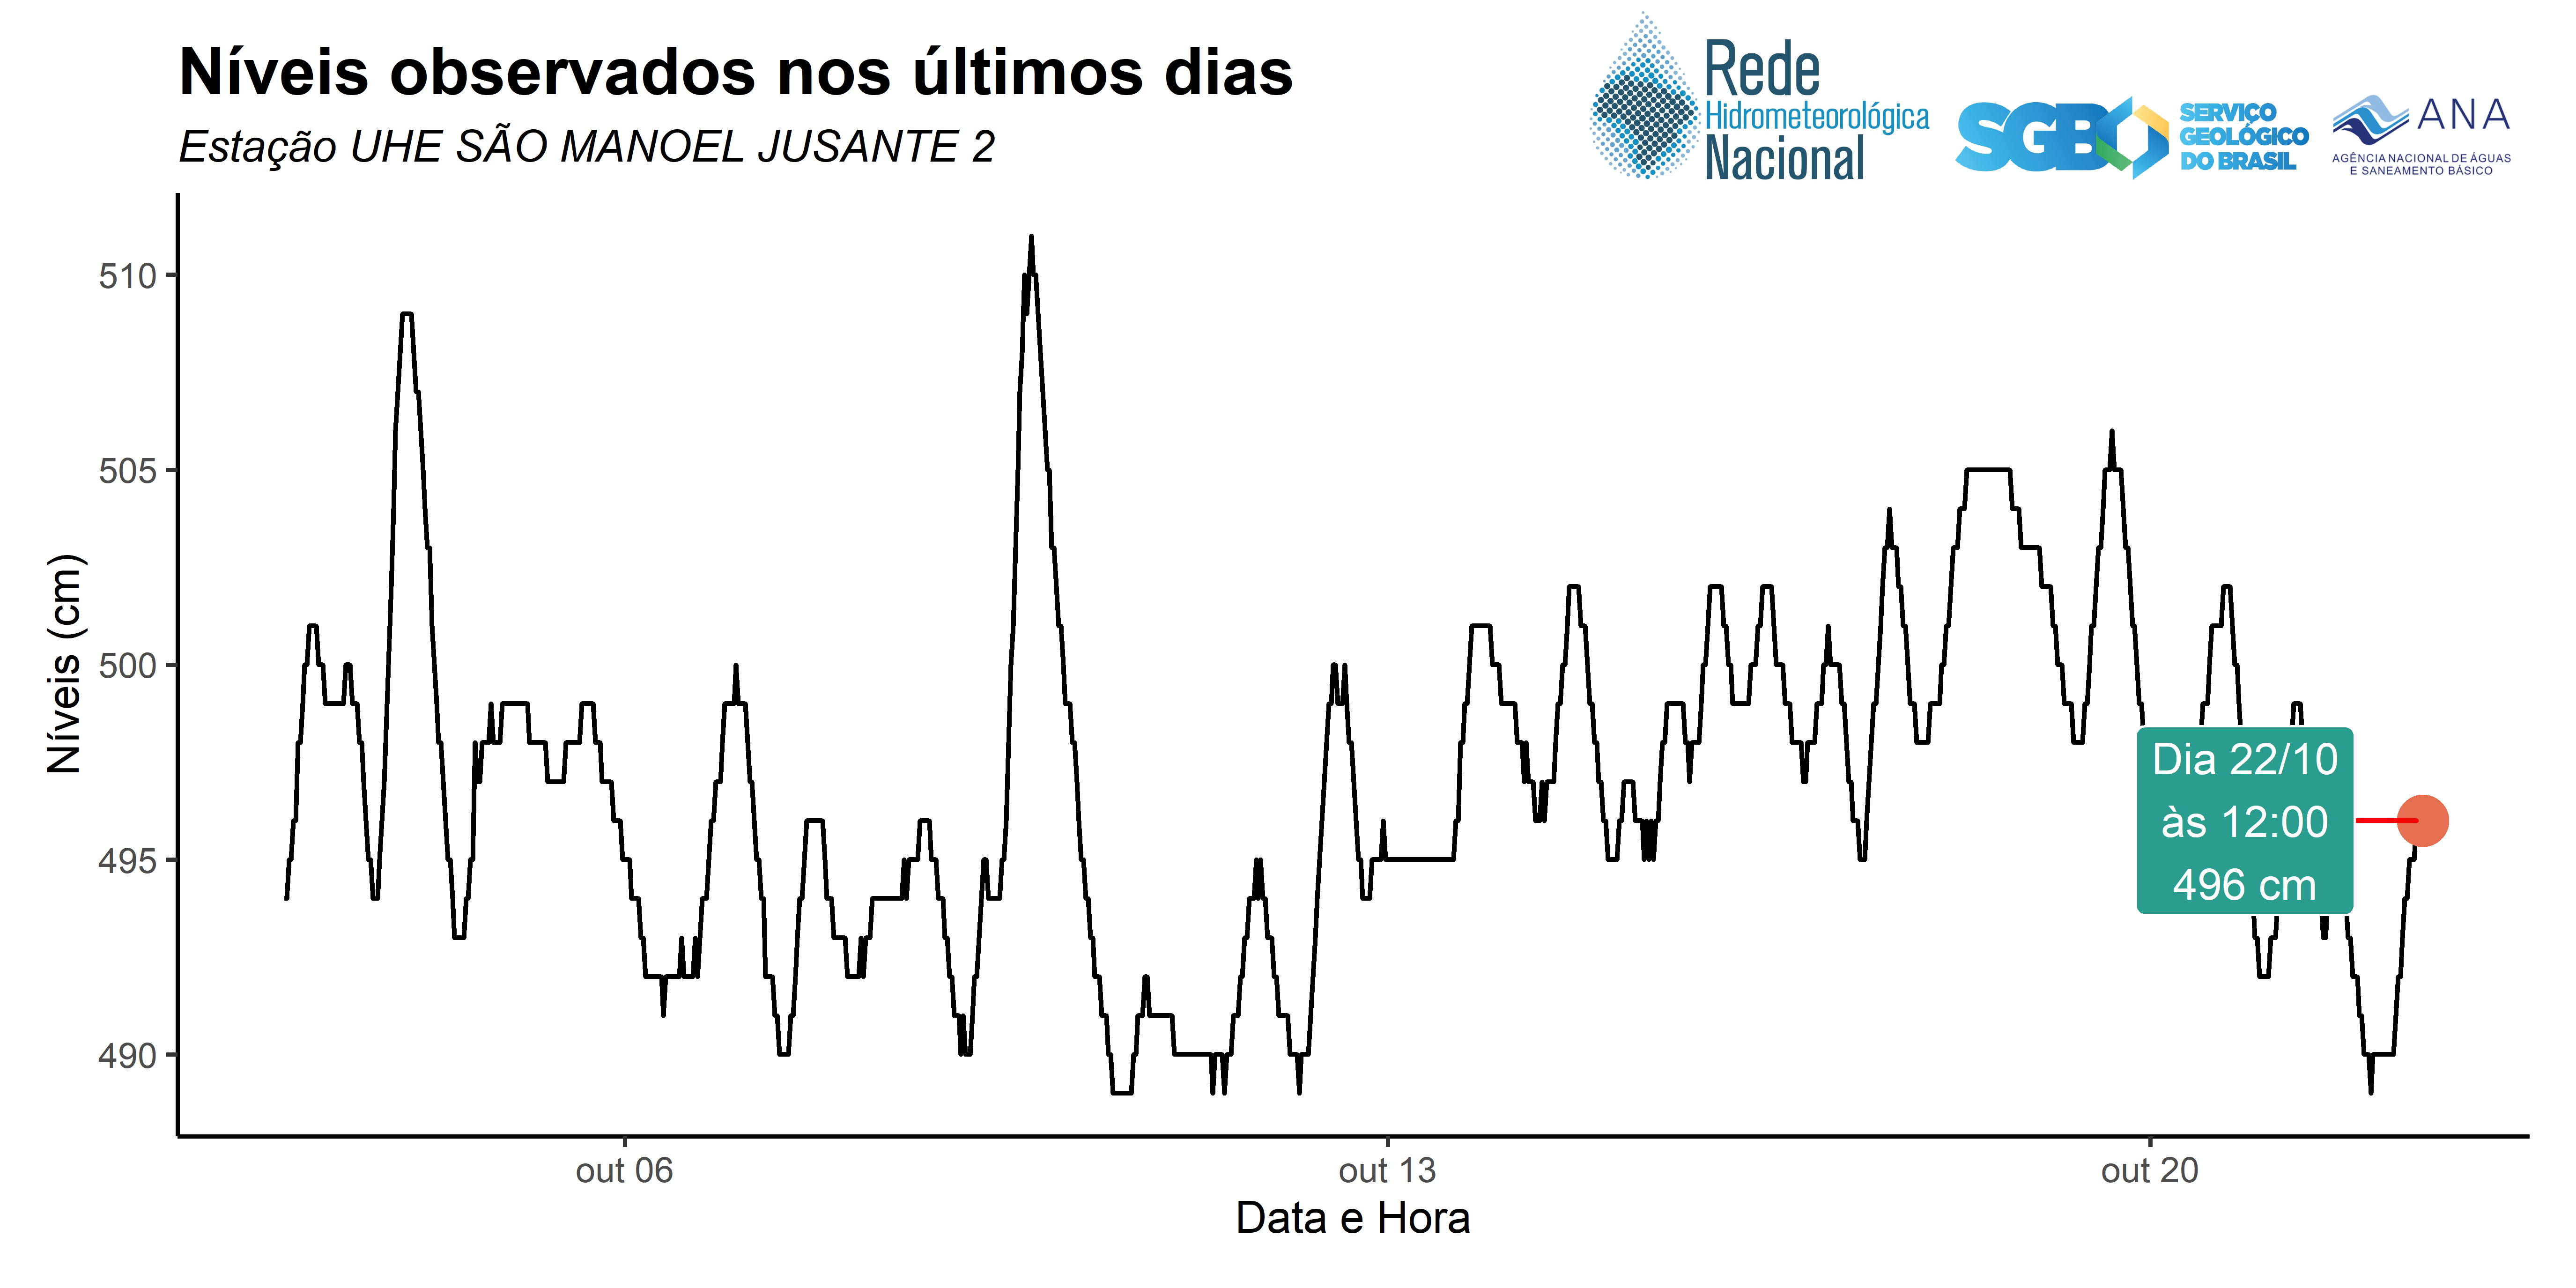 Níveis observados nos últimos dias
Estação UHE SÃO MANOEL JUSANTE 2
Rede
Hidrometeorológica
Nacional
SGB
SERVIÇO
GEOLÓGICO
DO BRASIL
ANA
AGÊNCIA NACIONAL DE ÁGUAS
E SANEAMENTO BÁSICO
Níveis (cm)
510
505
500
495
490
Dia 22/10
às 12:00
496 cm
out 06
out 13
out 20
Data e Hora